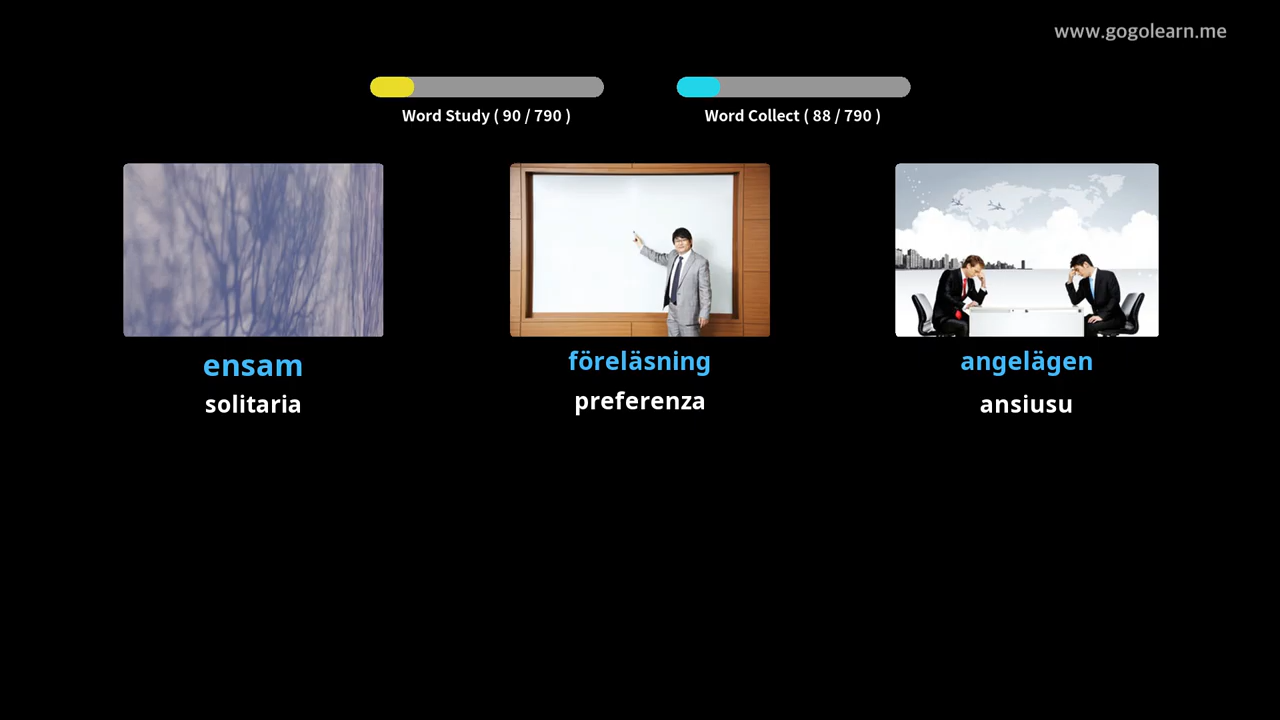 www.gogolearn.me
Word Study ( 90 / 790 )
Word Collect ( 88 / 790 )
ensam
föreläsning
angelägen
solitaria
preferenza
ansiusu